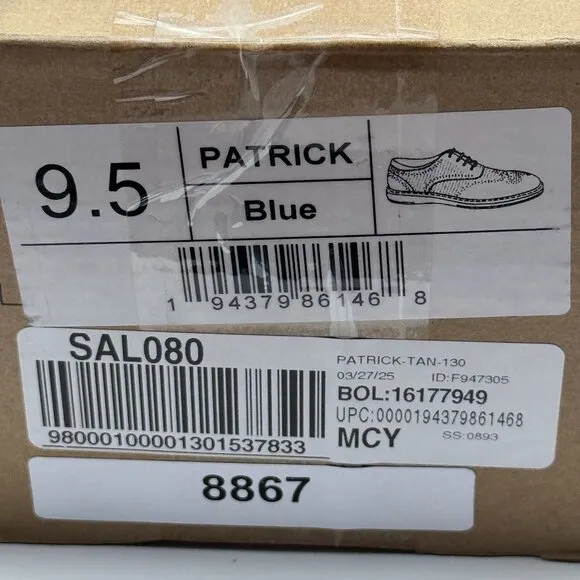 9.5
PATRICK
Blue
1 94379 86146 8
SAL080
980001000001301537833
PATRICK-TAN-130
03/27/25 ID:F947305
BOL:16177949
UPC:0000194379861468
MCY SS:0893
8867